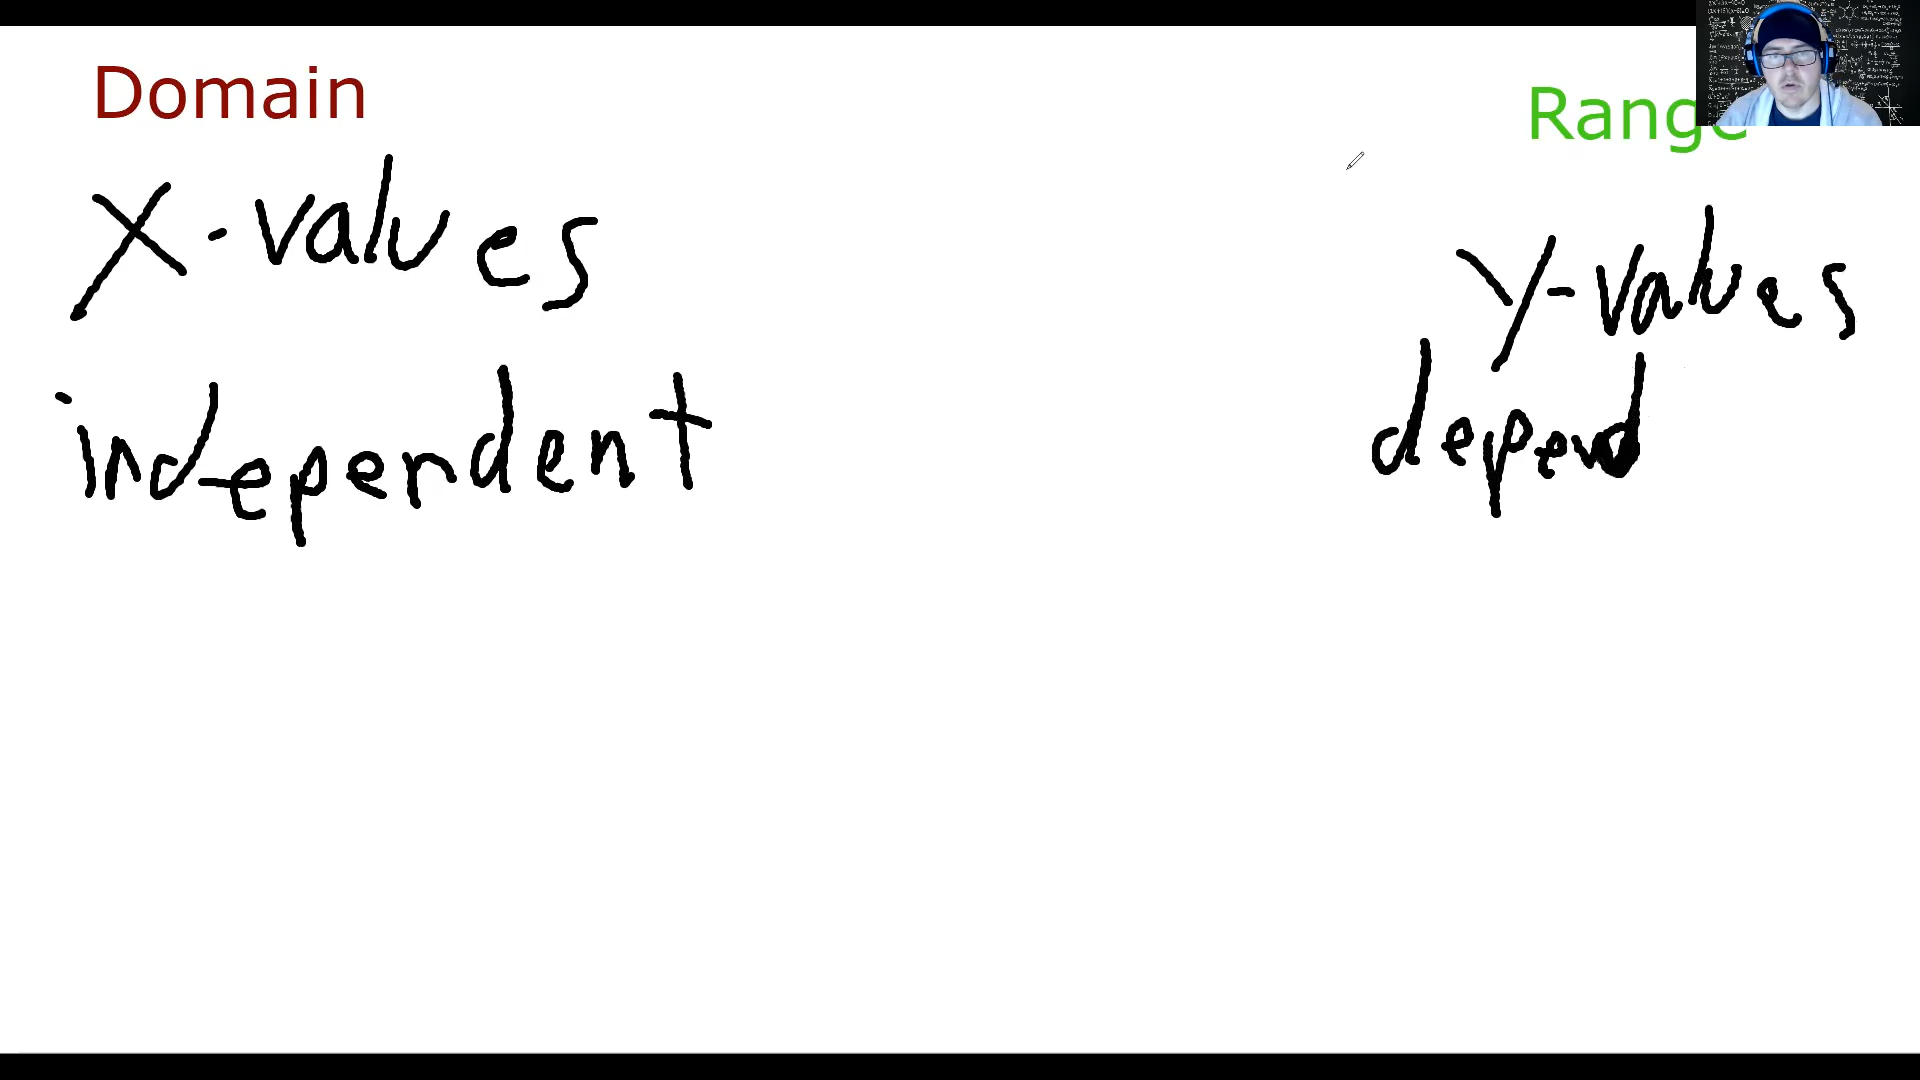 Domain
Range
X-values
y-values
independent
depend